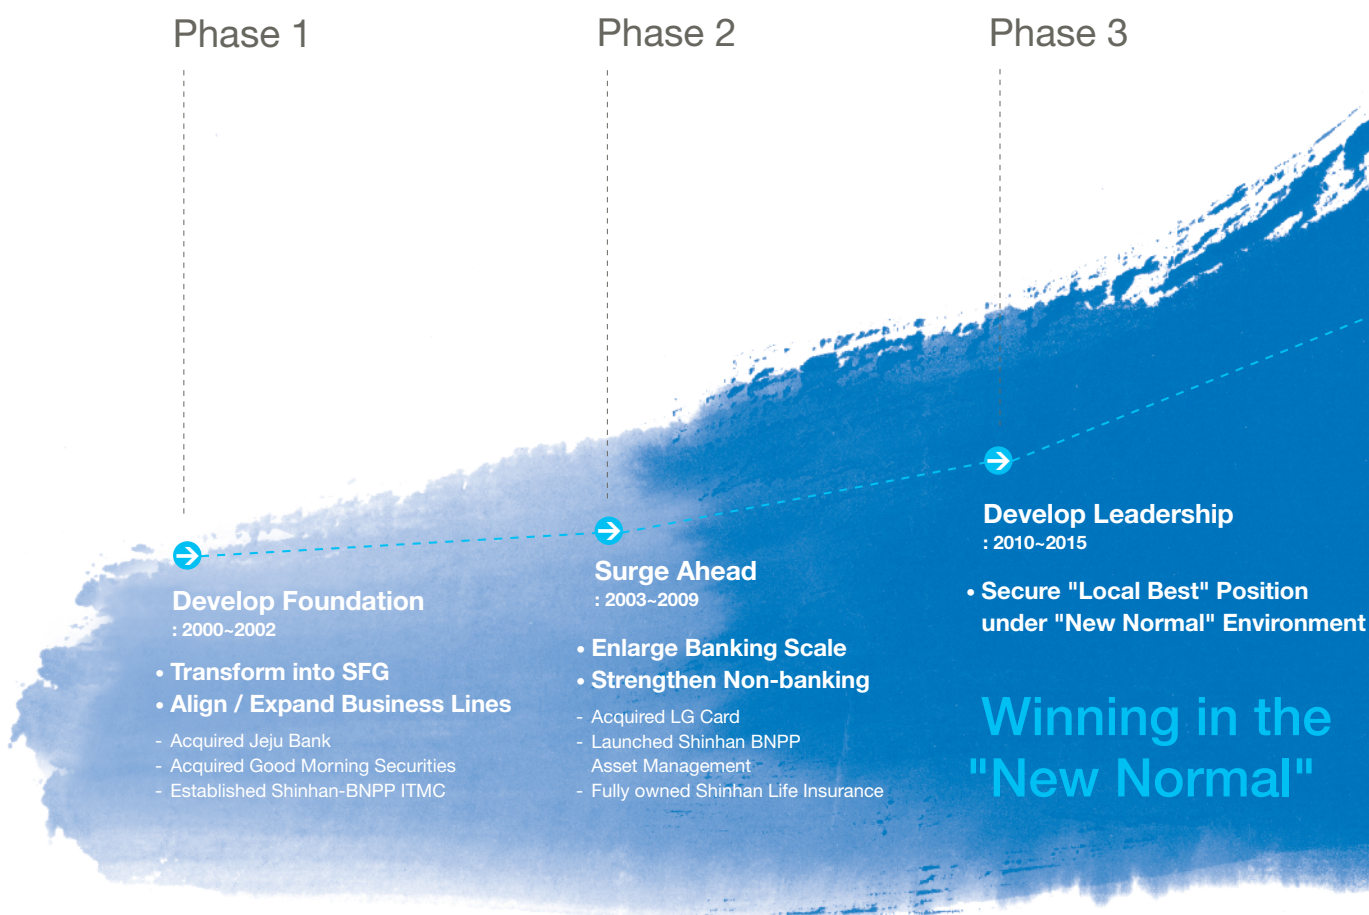 Phase 1
Phase 2
Phase 3
Develop Foundation
: 2000~2002
• Transform into SFG
• Align / Expand Business Lines
- Acquired Jeju Bank
- Acquired Good Morning Securities
- Established Shinhan-BNPP ITMC
Surge Ahead
: 2003~2009
• Enlarge Banking Scale
• Strengthen Non-banking
- Acquired LG Card
- Launched Shinhan BNPP
Asset Management
- Fully owned Shinhan Life Insurance
Develop Leadership
: 2010~2015
• Secure "Local Best" Position
under "New Normal" Environment
Winning in the
"New Normal"